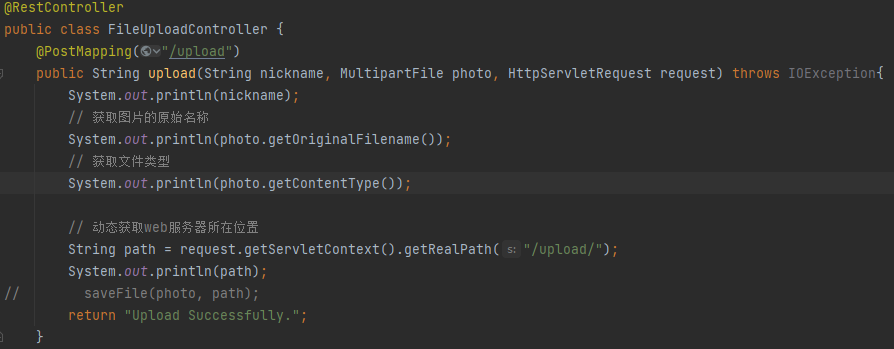 @RestController
public class FileUploadController {
    @PostMapping("/upload")
    public String upload(String nickname, MultipartFile photo, HttpServletRequest request) throws IOException{
        System.out.println(nickname);
        // 获取图片的原始名称
        System.out.println(photo.getOriginalFilename());
        // 获取文件类型
        System.out.println(photo.getContentType());
        // 动态获取web服务器所在位置
        String path = request.getServletContext().getRealPath( s: "/upload/");
        System.out.println(path);
//        saveFile(photo, path);
        return "Upload Successfully.";
    }